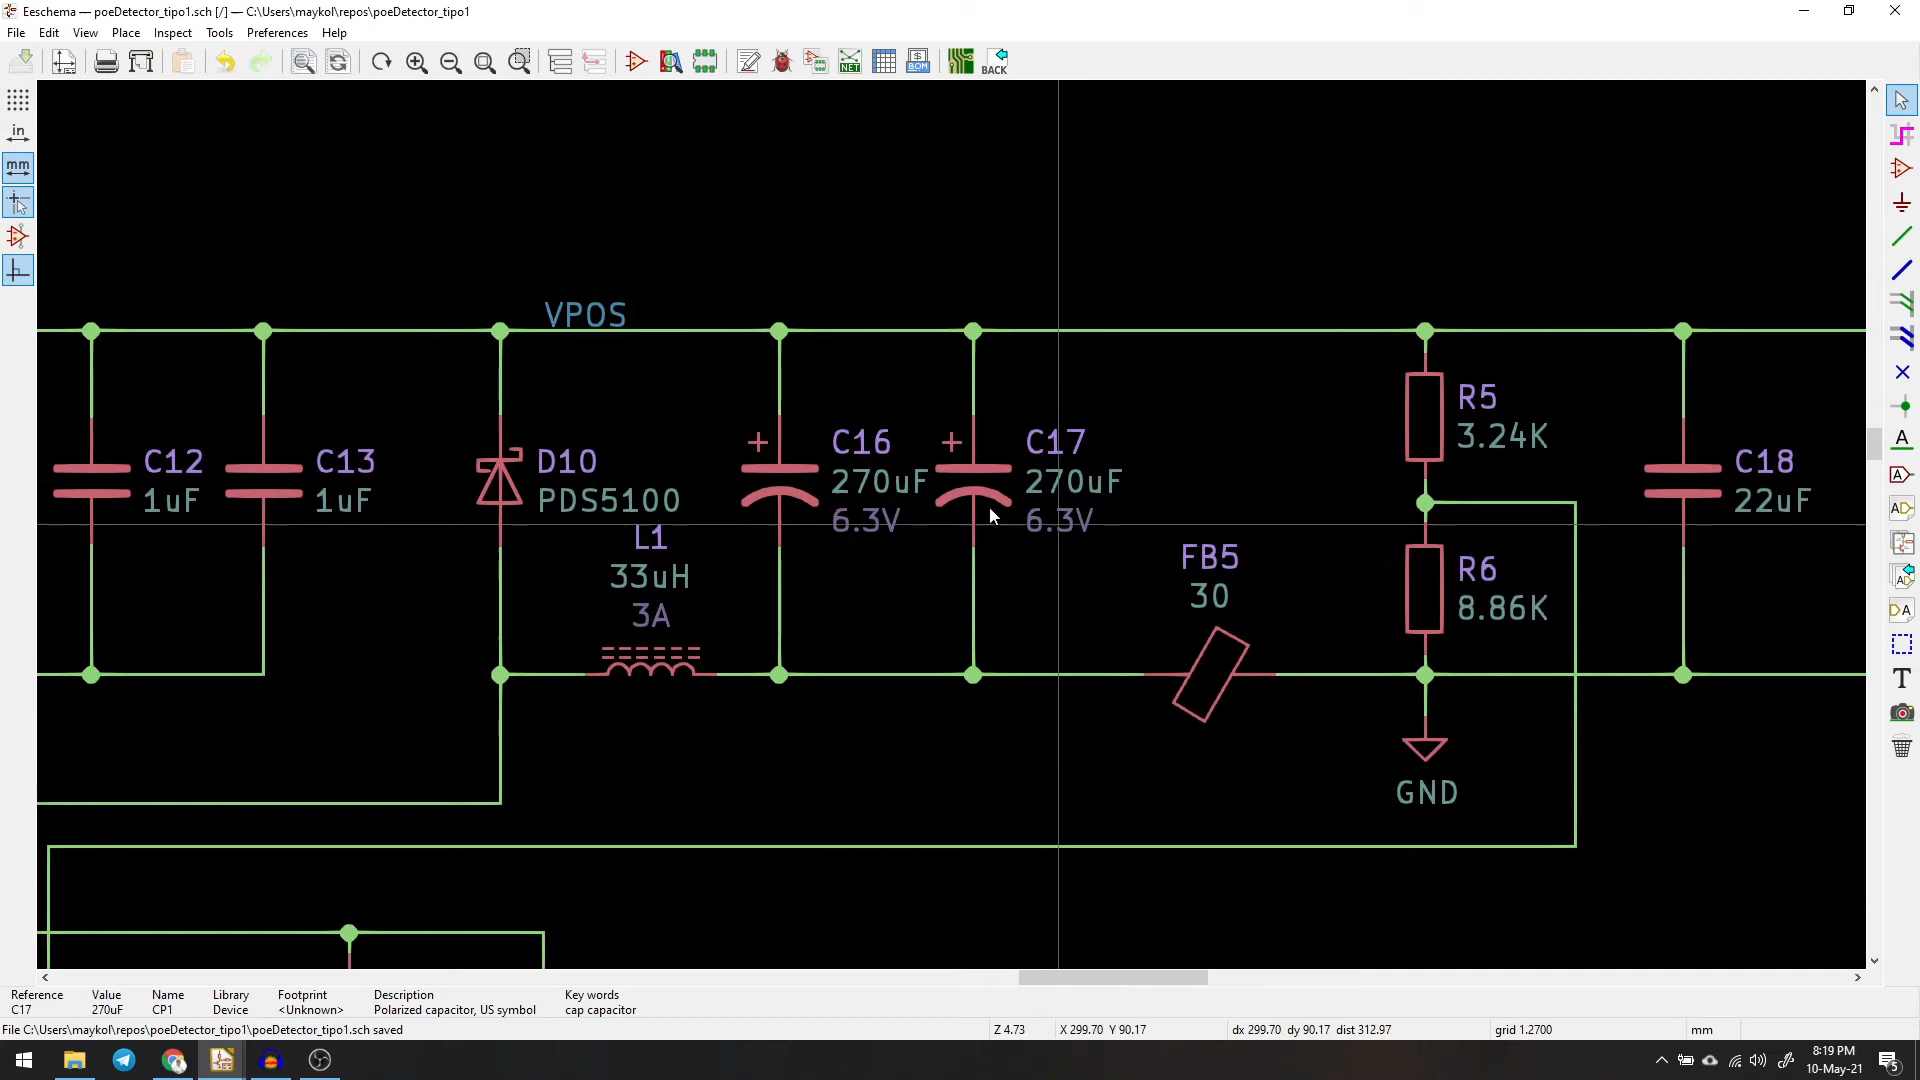 Eeschema — poeDetector_tipo1.sch [/] — C:\Users\maykol\repos\poeDetector_tipo1
File Edit View Place Inspect Tools Preferences Help
NET
BOM
BACK
in
mm
VPOS
C12
1uF
C13
1uF
D10
PDS5100
L1
33uH
3A
+
C16
270uF
6.3V
+
C17
270uF
6.3V
FB5
30
R5
3.24K
R6
8.86K
GND
C18
22uF
A
A
A
A
D A
T
Reference Value Name Library Footprint Description Key words
C17 270uF CP1 Device <Unknown> Polarized capacitor, US symbol cap capacitor
File C:\Users\maykol\repos\poeDetector_tipo1\poeDetector_tipo1.sch saved Z 4.73 X 299.70 Y 90.17 dx 299.70 dy 90.17 dist 312.97 grid 1.2700 mm
8:19 PM
10-May-21
5